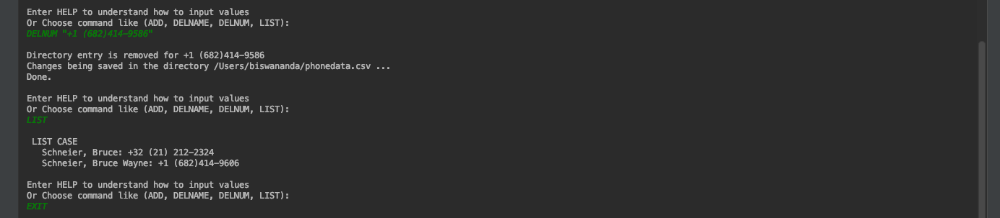 Enter HELP to understand how to input values
Or Choose command like (ADD, DELNAME, DELNUM, LIST):
DELNUM "+1 (682)414-9586"
Directory entry is removed for +1 (682)414-9586
Changes being saved in the directory /Users/biswananda/phonedata.csv ...
Done.
Enter HELP to understand how to input values
Or Choose command like (ADD, DELNAME, DELNUM, LIST):
LIST
LIST CASE
Schneier, Bruce: +32 (21) 212-2324
Schneier, Bruce Wayne: +1 (682)414-9606
Enter HELP to understand how to input values
Or Choose command like (ADD, DELNAME, DELNUM, LIST):
EXIT